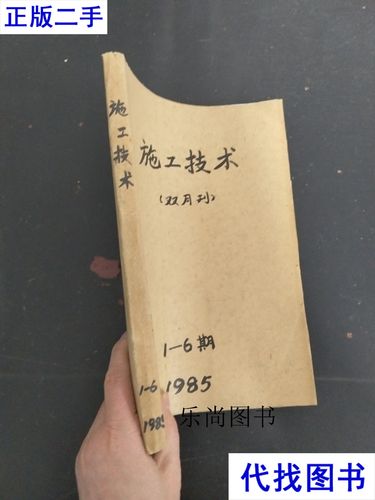 正版二手
施工技术
施工技术
(双月刊)
1-6期
1-6
1985
1985
乐尚图书
代找图书